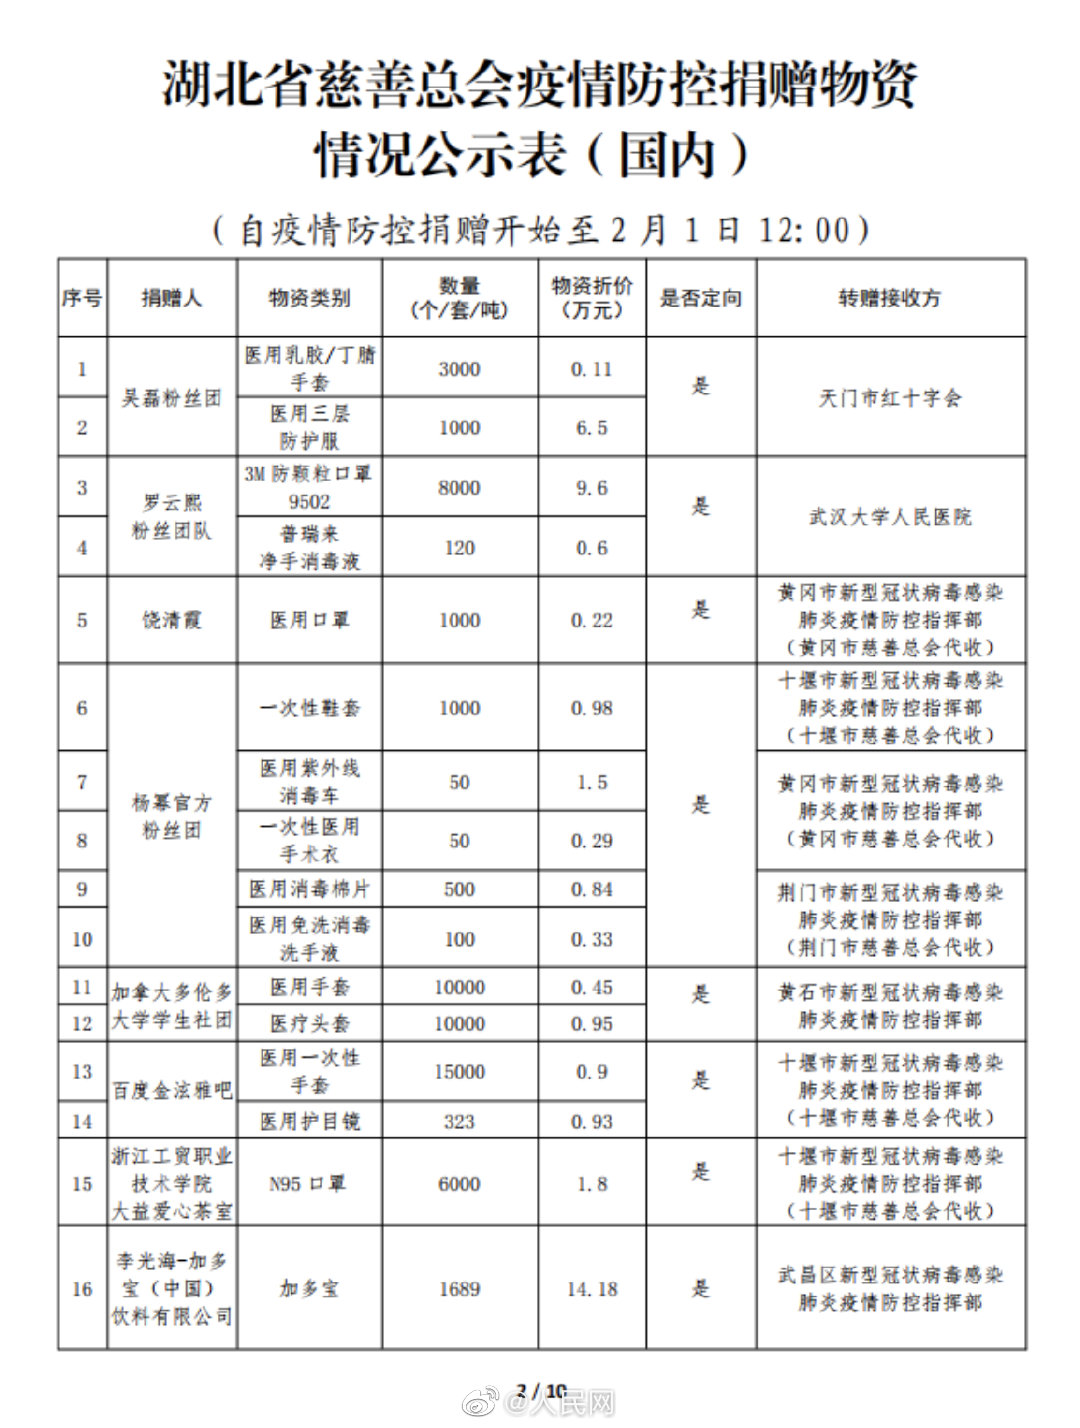 湖北省慈善总会疫情防控捐赠物资
情况公示表（国内）
（自疫情防控捐赠开始至2月1日12:00）
序号 捐赠人 物资类别 数量 物资折价 是否定向 转赠接收方
(个/套/吨) （万元）
1 吴磊粉丝团 医用乳胶/丁腈 3000 0.11 是 天门市红十字会
手套
2 医用三层 1000 6.5
防护服
3 罗云熙 3M防颗粒口罩 8000 9.6 是 武汉大学人民医院
粉丝团队 9502
4 普瑞来 120 0.6
净手消毒液
5 饶清霞 医用口罩 1000 0.22 是 黄冈市新型冠状病毒感染
肺炎疫情防控指挥部
（黄冈市慈善总会代收）
6 杨幂官方 一次性鞋套 1000 0.98 是 十堰市新型冠状病毒感染
粉丝团 肺炎疫情防控指挥部
（十堰市慈善总会代收）
7 医用紫外线 50 1.5 黄冈市新型冠状病毒感染
消毒车 肺炎疫情防控指挥部
8 一次性医用 50 0.29 （黄冈市慈善总会代收）
手术衣
9 医用消毒棉片 500 0.84 荆门市新型冠状病毒感染
10 医用免洗消毒 100 0.33 肺炎疫情防控指挥部
洗手液 （荆门市慈善总会代收）
11 加拿大多伦多 医用手套 10000 0.45 是 黄石市新型冠状病毒感染
12 大学学生社团 医疗头套 10000 0.95 肺炎疫情防控指挥部
13 百度金泫雅吧 医用一次性 15000 0.9 是 十堰市新型冠状病毒感染
手套 肺炎疫情防控指挥部
14 医用护目镜 323 0.93 （十堰市慈善总会代收）
15 浙江工贸职业 N95口罩 6000 1.8 是 十堰市新型冠状病毒感染
技术学院 肺炎疫情防控指挥部
大益爱心茶室 （十堰市慈善总会代收）
16 李光海-加多 加多宝 1689 14.18 是 武昌区新型冠状病毒感染
宝（中国） 肺炎疫情防控指挥部
饮料有限公司
2 / 10
@人民网